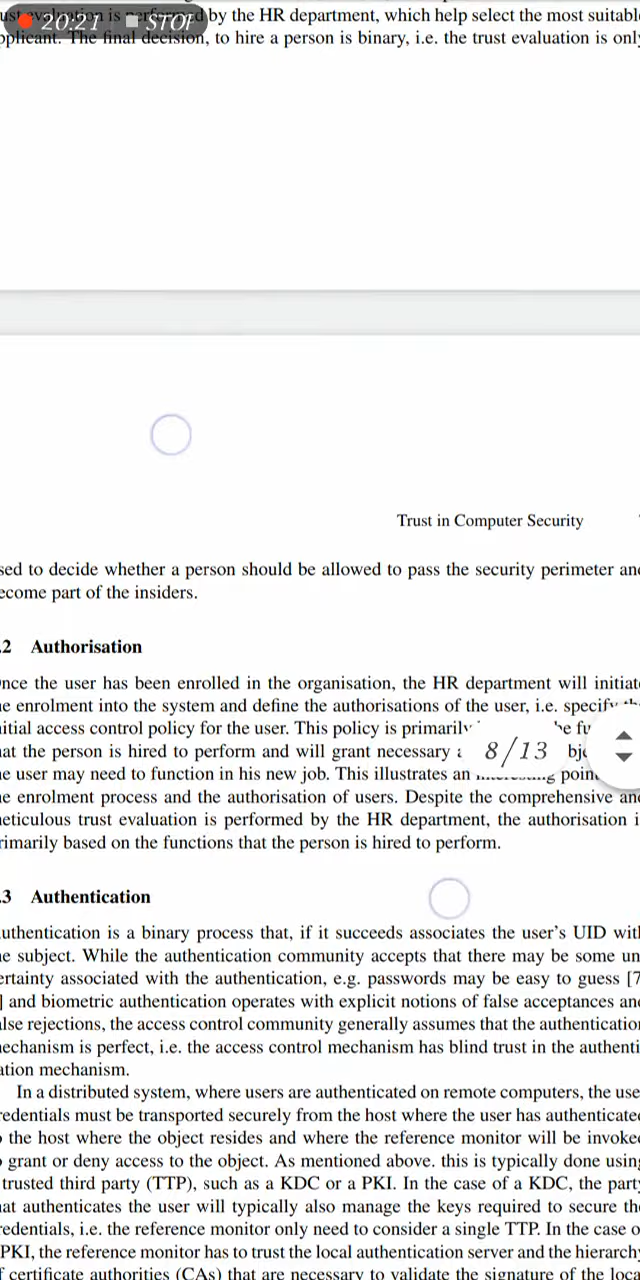 20:21 STOP
by the HR department, which help select the most suitabl
pplicant. The final decision, to hire a person is binary, i.e. the trust evaluation is onl
Trust in Computer Security
sed to decide whether a person should be allowed to pass the security perimeter an
ecome part of the insiders.
.2 Authorisation
nce the user has been enrolled in the organisation, the HR department will initiat
e enrolment into the system and define the authorisations of the user, i.e. specify
itial access control policy for the user. This policy is primarily he fu
at the person is hired to perform and will grant necessary bje
8/13
e user may need to function in his new job. This illustrates an poin
e enrolment process and the authorisation of users. Despite the comprehensive an
eticulous trust evaluation is performed by the HR department, the authorisation i
rimarily based on the functions that the person is hired to perform.
.3 Authentication
uthentication is a binary process that, if it succeeds associates the user's UID wit
e subject. While the authentication community accepts that there may be some un
ertainty associated with the authentication, e.g. passwords may be easy to guess [7
] and biometric authentication operates with explicit notions of false acceptances an
lse rejections, the access control community generally assumes that the authenticatio
echanism is perfect, i.e. the access control mechanism has blind trust in the authenti
ation mechanism.
In a distributed system, where users are authenticated on remote computers, the use
redentials must be transported securely from the host where the user has authenticate
o the host where the object resides and where the reference monitor will be invoke
o grant or deny access to the object. As mentioned above. this is typically done usin
trusted third party (TTP), such as a KDC or a PKI. In the case of a KDC, the part
at authenticates the user will typically also manage the keys required to secure th
redentials, i.e. the reference monitor only need to consider a single TTP. In the case o
PKI, the reference monitor has to trust the local authentication server and the hierarch
f certificate authorities (CAs) that are necessary to validate the signature of the loca